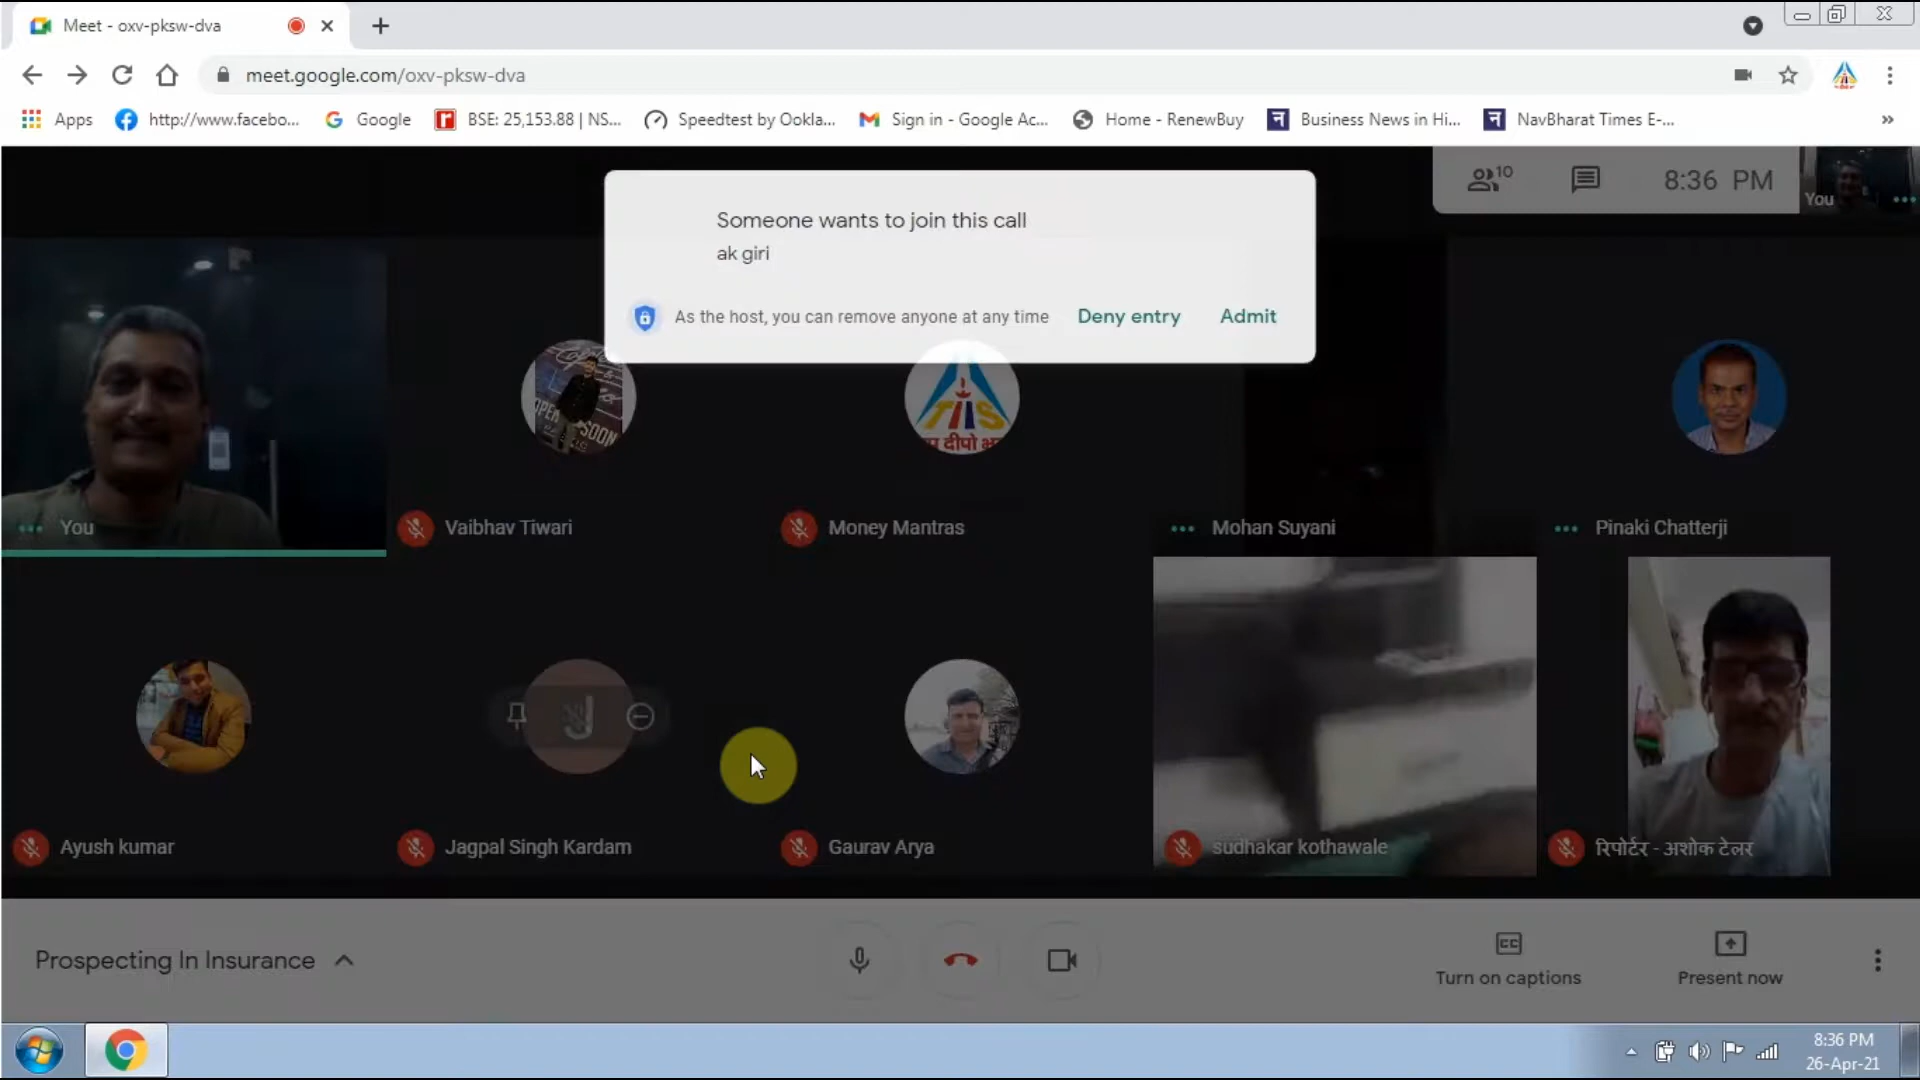 Meet - oxv-pksw-dva
meet.google.com/oxv-pksw-dva
Apps
http://www.facebo...
Google
BSE: 25,153.88 | NS...
Speedtest by Ookla...
Sign in - Google Ac...
Home - RenewBuy
Business News in Hi...
NavBharat Times E-...
10
8:36 PM
You
Someone wants to join this call
ak giri
As the host, you can remove anyone at any time
Deny entry
Admit
OPEN
SOON
TIIS
You
Vaibhav Tiwari
Money Mantras
Mohan Suyani
Pinaki Chatterji
J
Ayush kumar
Jagpal Singh Kardam
Gaurav Arya
sudhakar kothawale
रिपोर्टर - अशोक टेलर
Prospecting In Insurance
CC
Turn on captions
Present now
8:36 PM
26-Apr-21